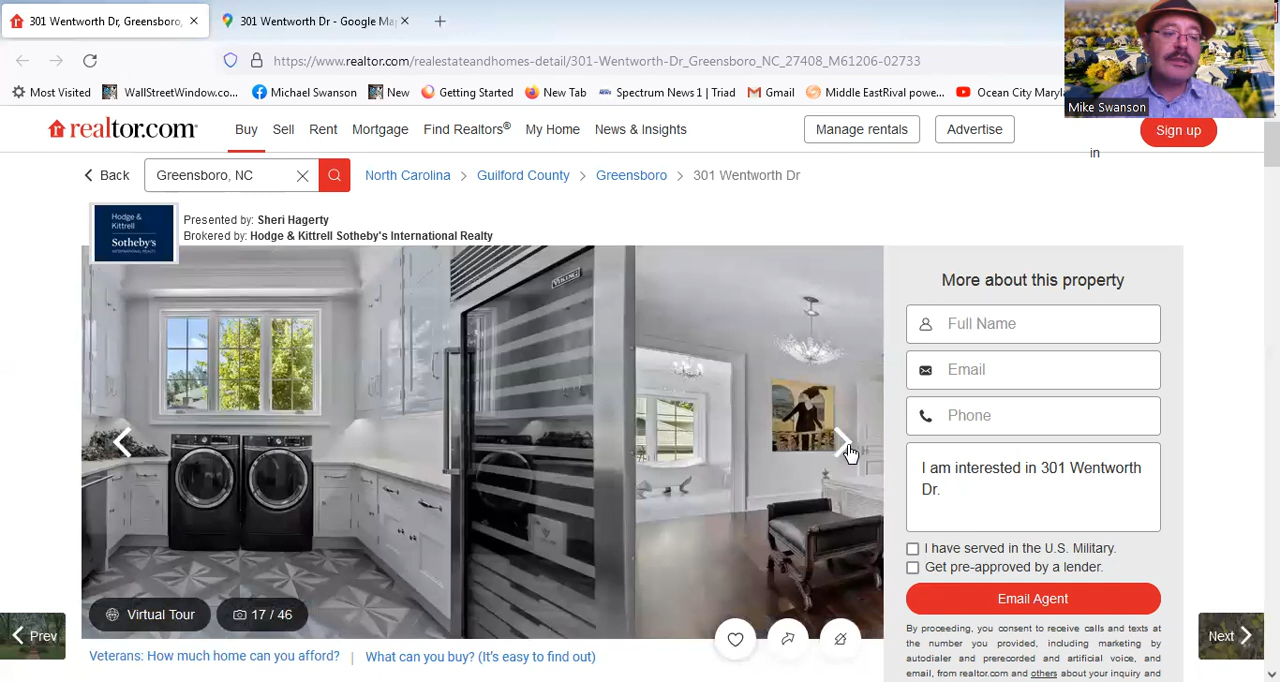 301 Wentworth Dr, Greensboro,
301 Wentworth Dr - Google Ma
https://www.realtor.com/realestateandhomes-detail/301-Wentworth-Dr_Greensboro_NC_27408_M61206-02733
Most Visited
WallStreetWindow.co...
Michael Swanson
New
Getting Started
New Tab
Spectrum News 1 | Triad
Gmail
Middle EastRival powe...
Ocean City Maryla
Mike Swanson
realtor.com
Buy
Sell
Rent
Mortgage
Find Realtors®
My Home
News & Insights
Manage rentals
Advertise
Sign up
in
Back
Greensboro, NC
North Carolina > Guilford County > Greensboro > 301 Wentworth Dr
Hodge &
Kittrell
Sotheby's
INTERNATIONAL REALTY
Presented by: Sheri Hagerty
Brokered by: Hodge & Kittrell Sotheby's International Realty
VIKING
Virtual Tour
17 / 46
More about this property
Full Name
Email
Phone
I am interested in 301 Wentworth
Dr.
I have served in the U.S. Military.
Get pre-approved by a lender.
Email Agent
By proceeding, you consent to receive calls and texts at
the number you provided, including marketing by
autodialer and prerecorded and artificial voice, and
email, from realtor.com and others about your inquiry and
Prev
Next
Veterans: How much home can you afford? | What can you buy? (It's easy to find out)